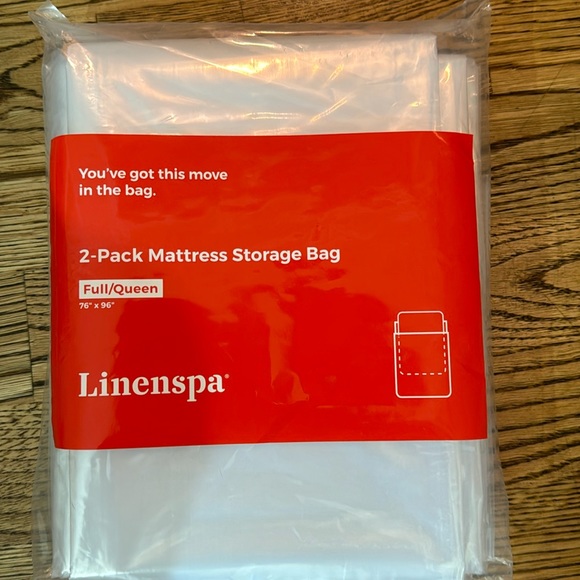 You've got this move
in the bag.
2-Pack Mattress Storage Bag
Full/Queen
76" x 96"
Linenspa®